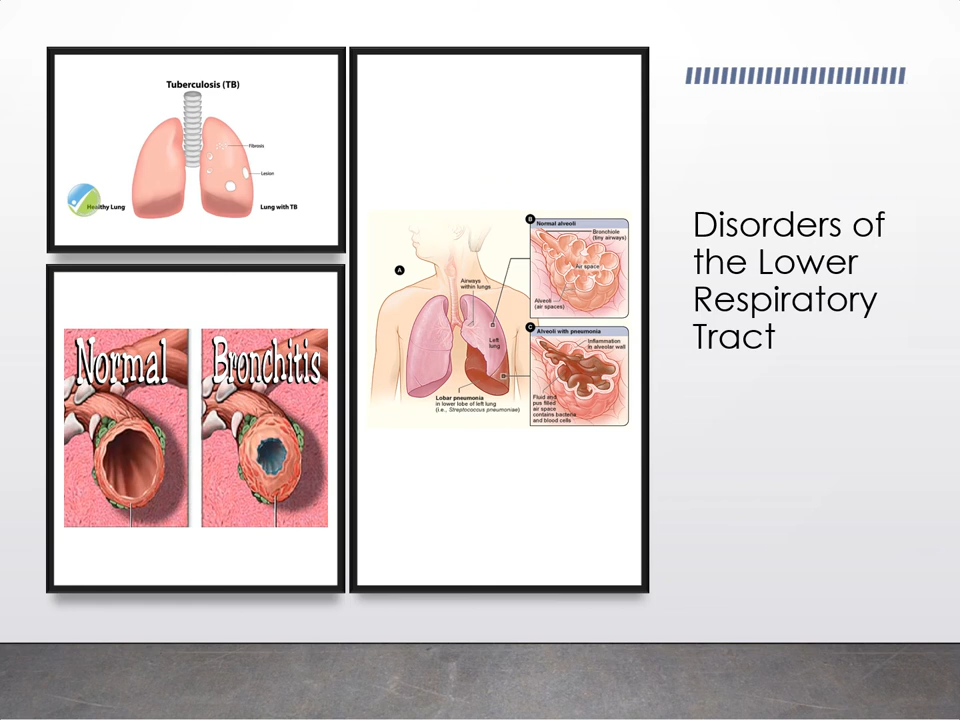 Tuberculosis (TB)
Fibrosis
Lesion
Healthy Lung
Lung with TB
Normal
Bronchitis
A
Airways
within lungs
Left
lung
Lobar pneumonia
in lower lobe of left lung
(i.e., Streptococcus pneumoniae)
B
Normal alveoli
Bronchiole
(tiny airways)
Air space
Alveoli
(air spaces)
C
Alveoli with pneumonia
Inflammation
in alveolar wall
Fluid and
pus filled
air space
contains bacteria
and blood cells
Disorders of
the Lower
Respiratory
Tract